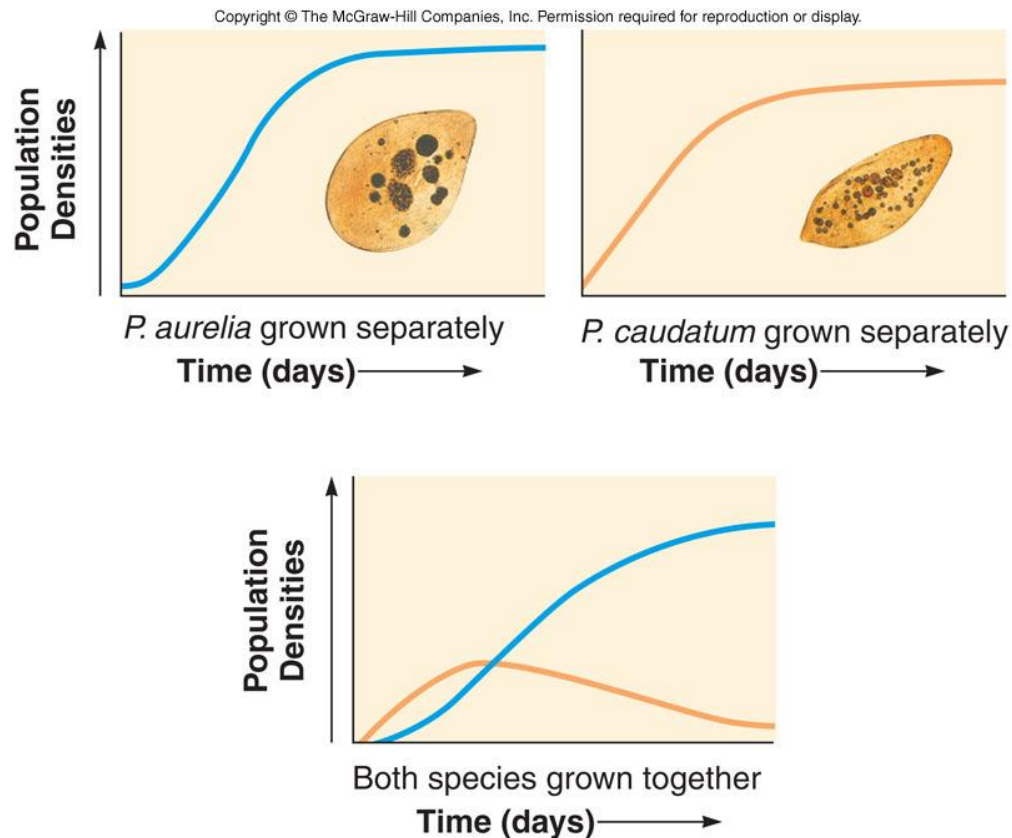 Copyright © The McGraw-Hill Companies, Inc. Permission required for reproduction or display.
Population
Densities
P. aurelia grown separately
Time (days)
P. caudatum grown separately
Time (days)
Population
Densities
Both species grown together
Time (days)